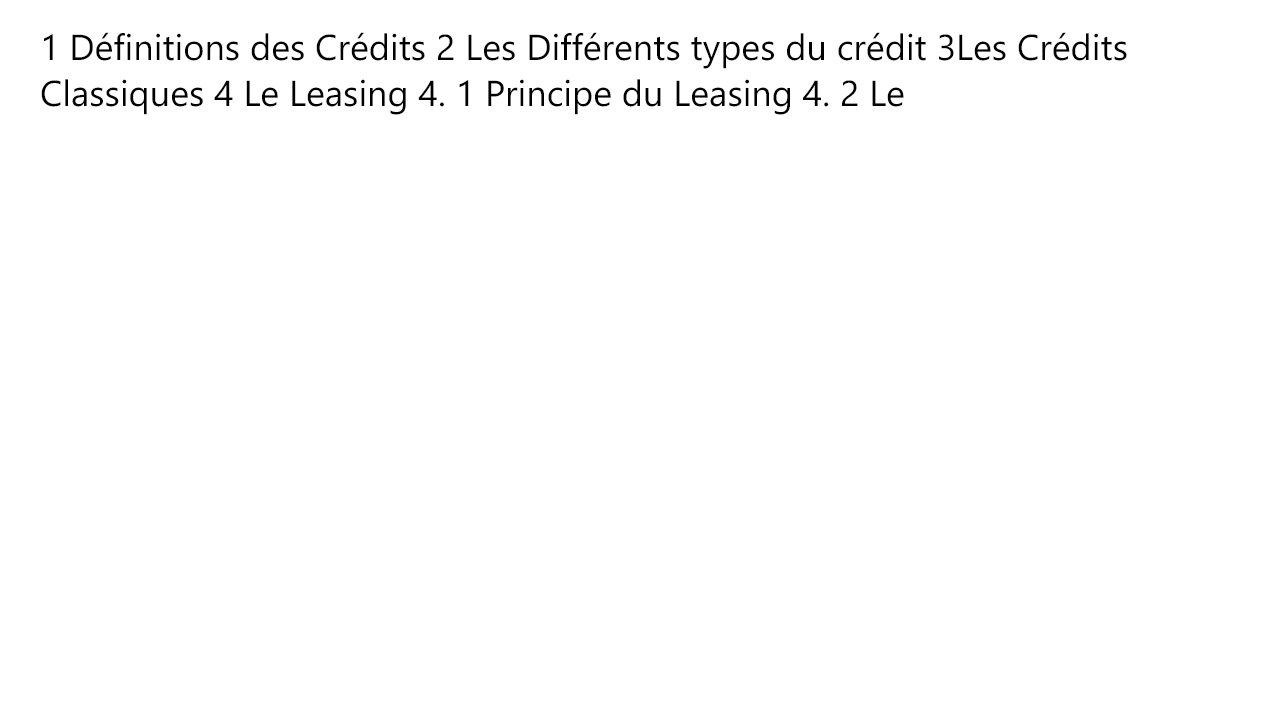 1 Définitions des Crédits 2 Les Différents types du crédit 3Les Crédits
Classiques 4 Le Leasing 4. 1 Principe du Leasing 4. 2 Le